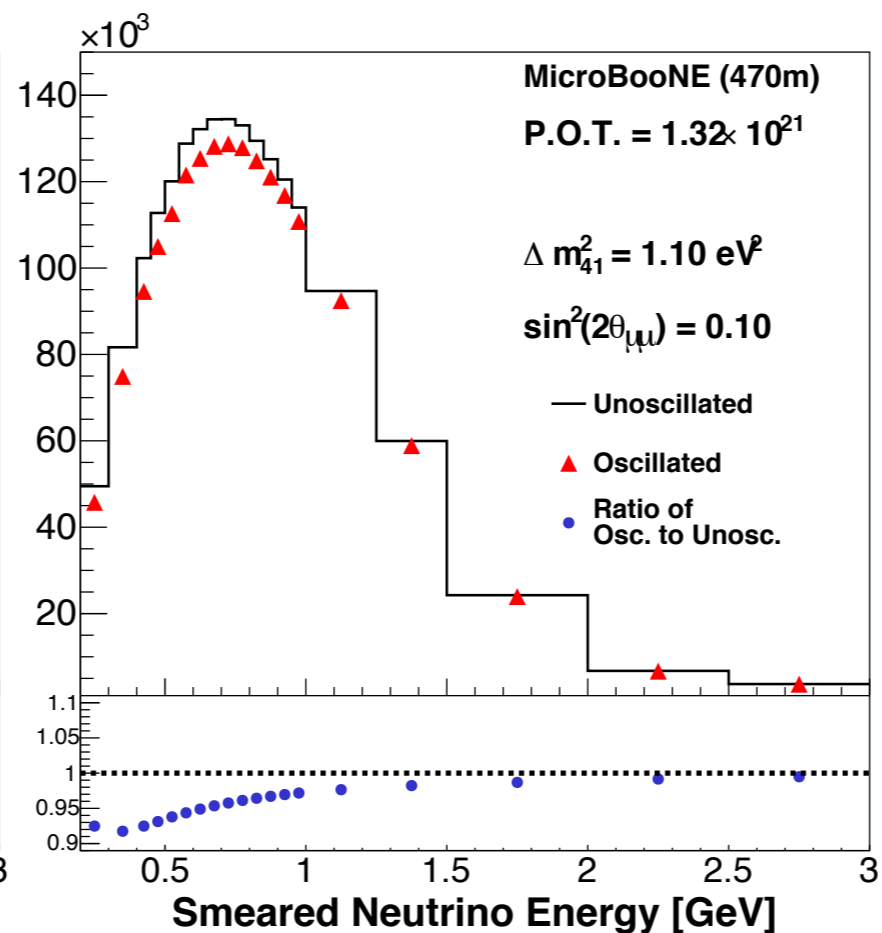 ×10³
140
120
100
80
60
40
20
MicroBooNE (470m)
P.O.T. = 1.32× 10²¹
Δ m²₄₁ = 1.10 eV²
sin²(2θ_μμ) = 0.10
Unoscillated
Oscillated
Ratio of
Osc. to Unosc.
1.1
1.05
1
0.95
0.9
3 0.5 1 1.5 2 2.5 3
Smeared Neutrino Energy [GeV]